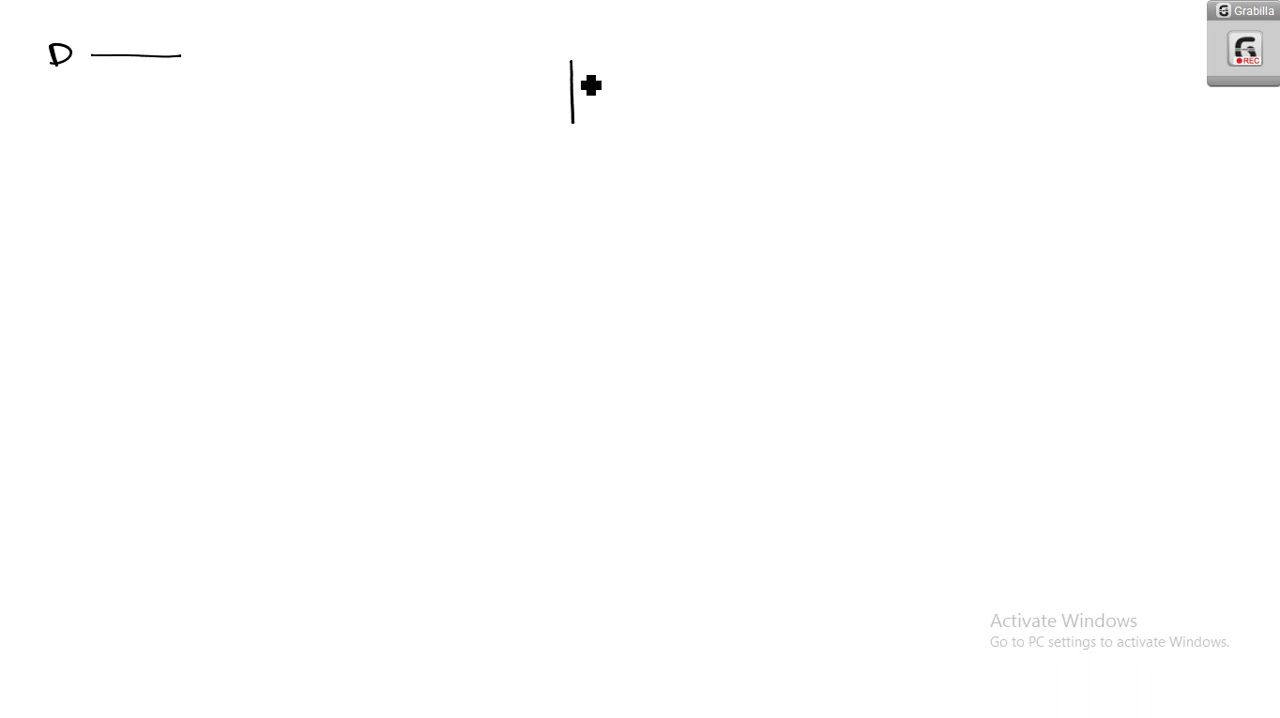 Grabilla
REC
D
Activate Windows
Go to PC settings to activate Windows.